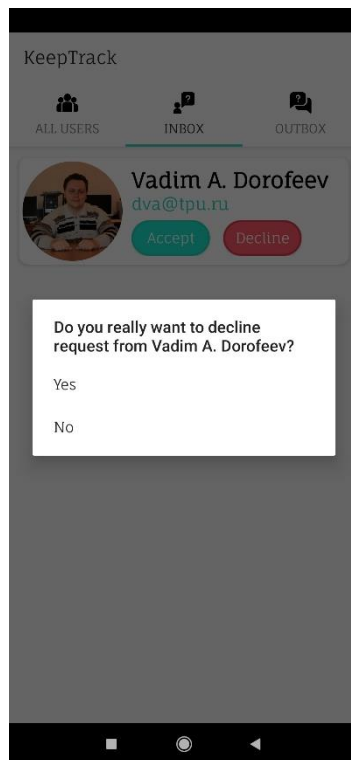 KeepTrack
ALL USERS
INBOX
OUTBOX
Vadim A. Dorofeev
dva@tpu.ru
Accept
Decline
Do you really want to decline
request from Vadim A. Dorofeev?
Yes
No